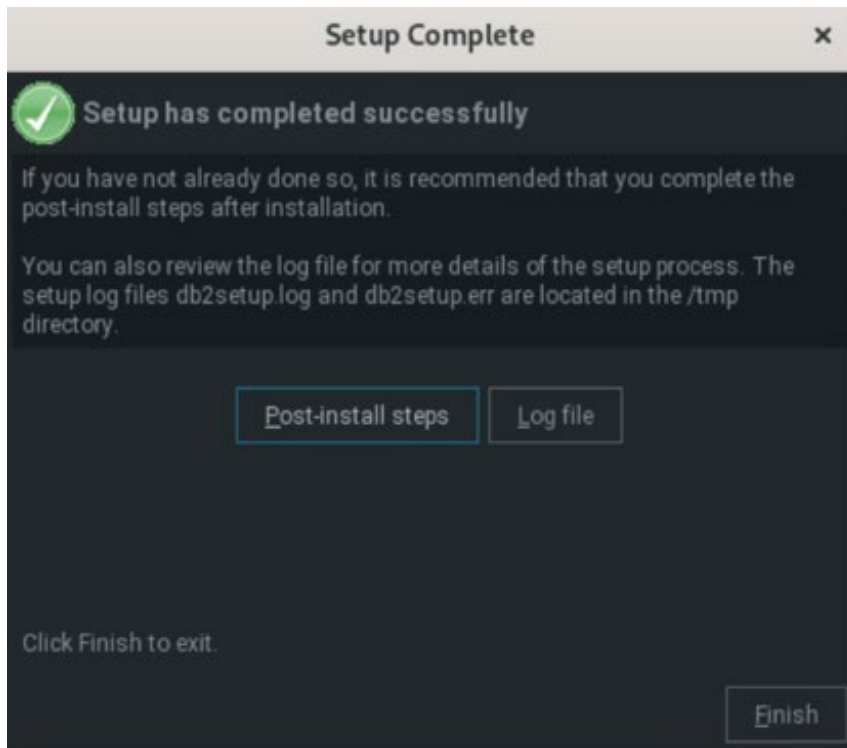 Setup Complete
Setup has completed successfully
If you have not already done so, it is recommended that you complete the
post-install steps after installation.
You can also review the log file for more details of the setup process. The
setup log files db2setup.log and db2setup.err are located in the /tmp
directory.
Post-install steps
Log file
Click Finish to exit.
Finish